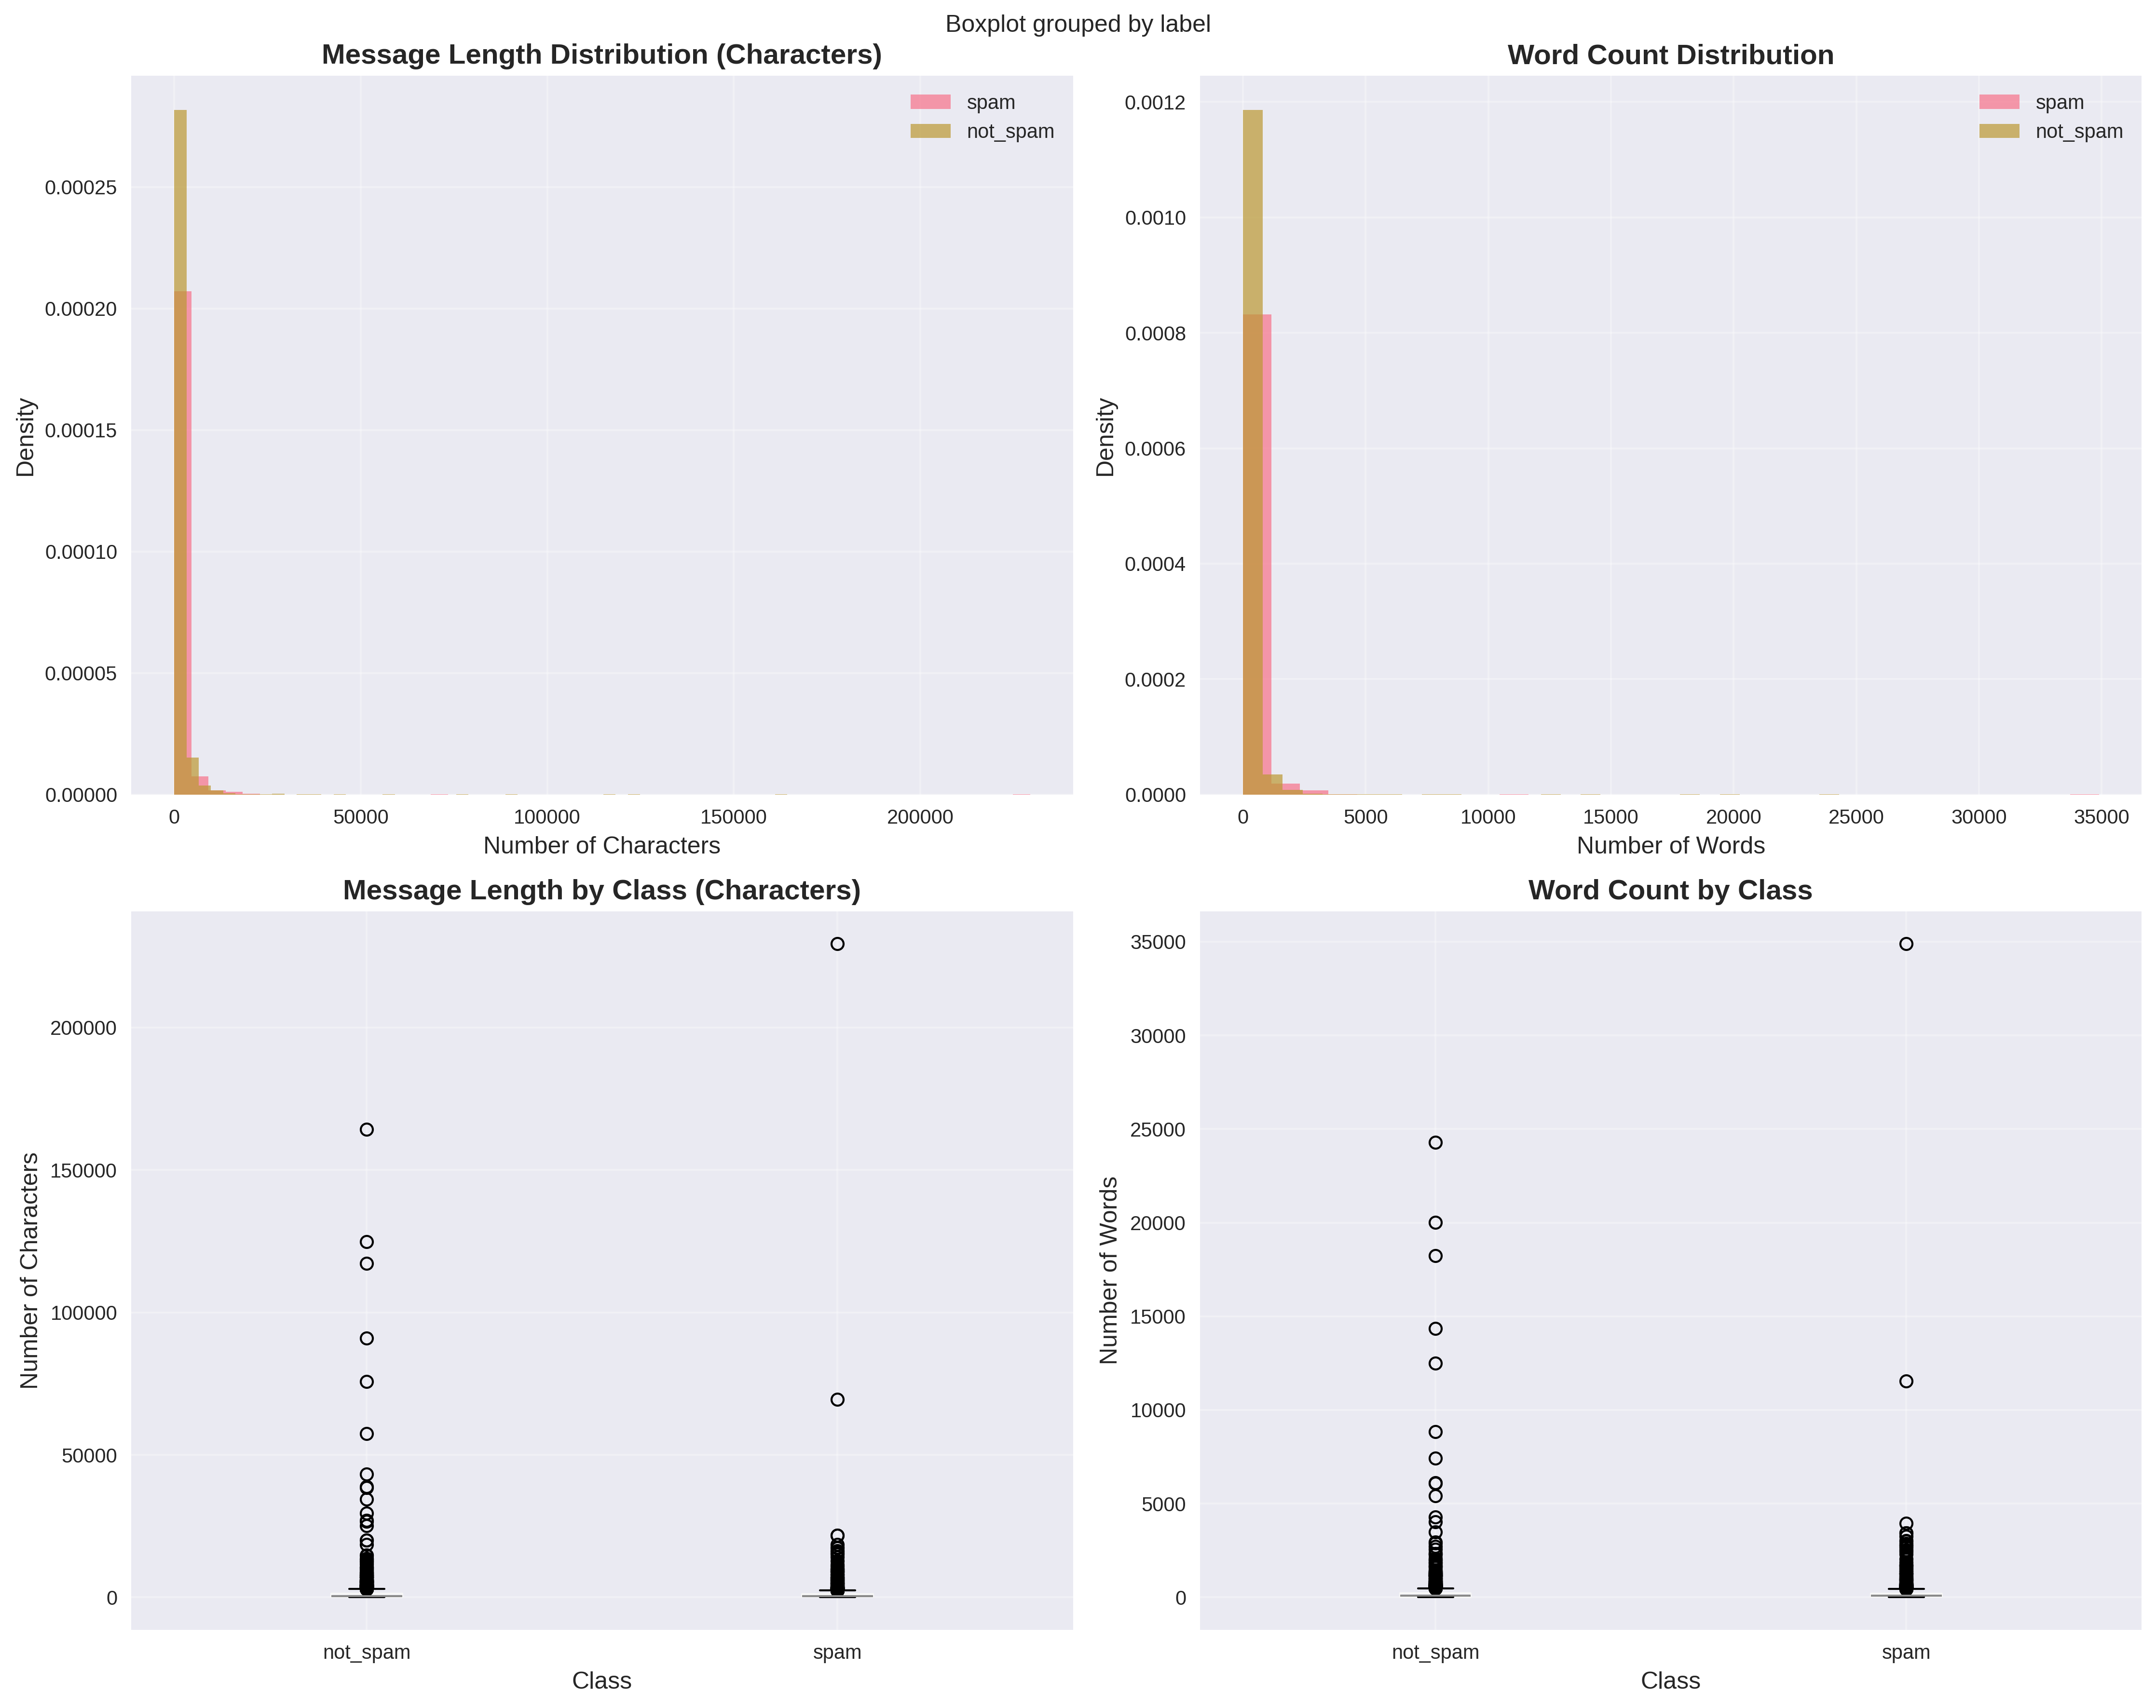 Boxplot grouped by label
Message Length Distribution (Characters)
spam
not_spam
0.00025
0.00020
0.00015
0.00010
0.00005
0.00000
Density
0 50000 100000 150000 200000
Number of Characters
Word Count Distribution
spam
not_spam
0.0012
0.0010
0.0008
0.0006
0.0004
0.0002
0.0000
Density
0 5000 10000 15000 20000 25000 30000 35000
Number of Words
Message Length by Class (Characters)
200000
150000
100000
50000
0
Number of Characters
not_spam spam
Class
Word Count by Class
35000
30000
25000
20000
15000
10000
5000
0
Number of Words
not_spam spam
Class